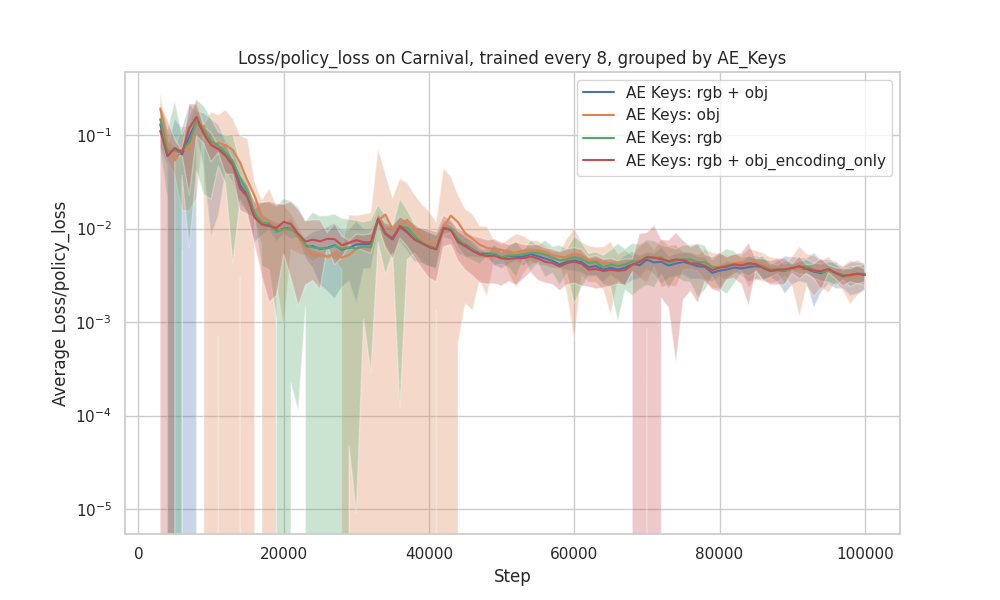 Loss/policy_loss on Carnival, trained every 8, grouped by AE_Keys
AE Keys: rgb + obj
AE Keys: obj
AE Keys: rgb
AE Keys: rgb + obj_encoding_only
Average Loss/policy_loss
10⁻¹
10⁻²
10⁻³
10⁻⁴
10⁻⁵
0 20000 40000 60000 80000 100000
Step